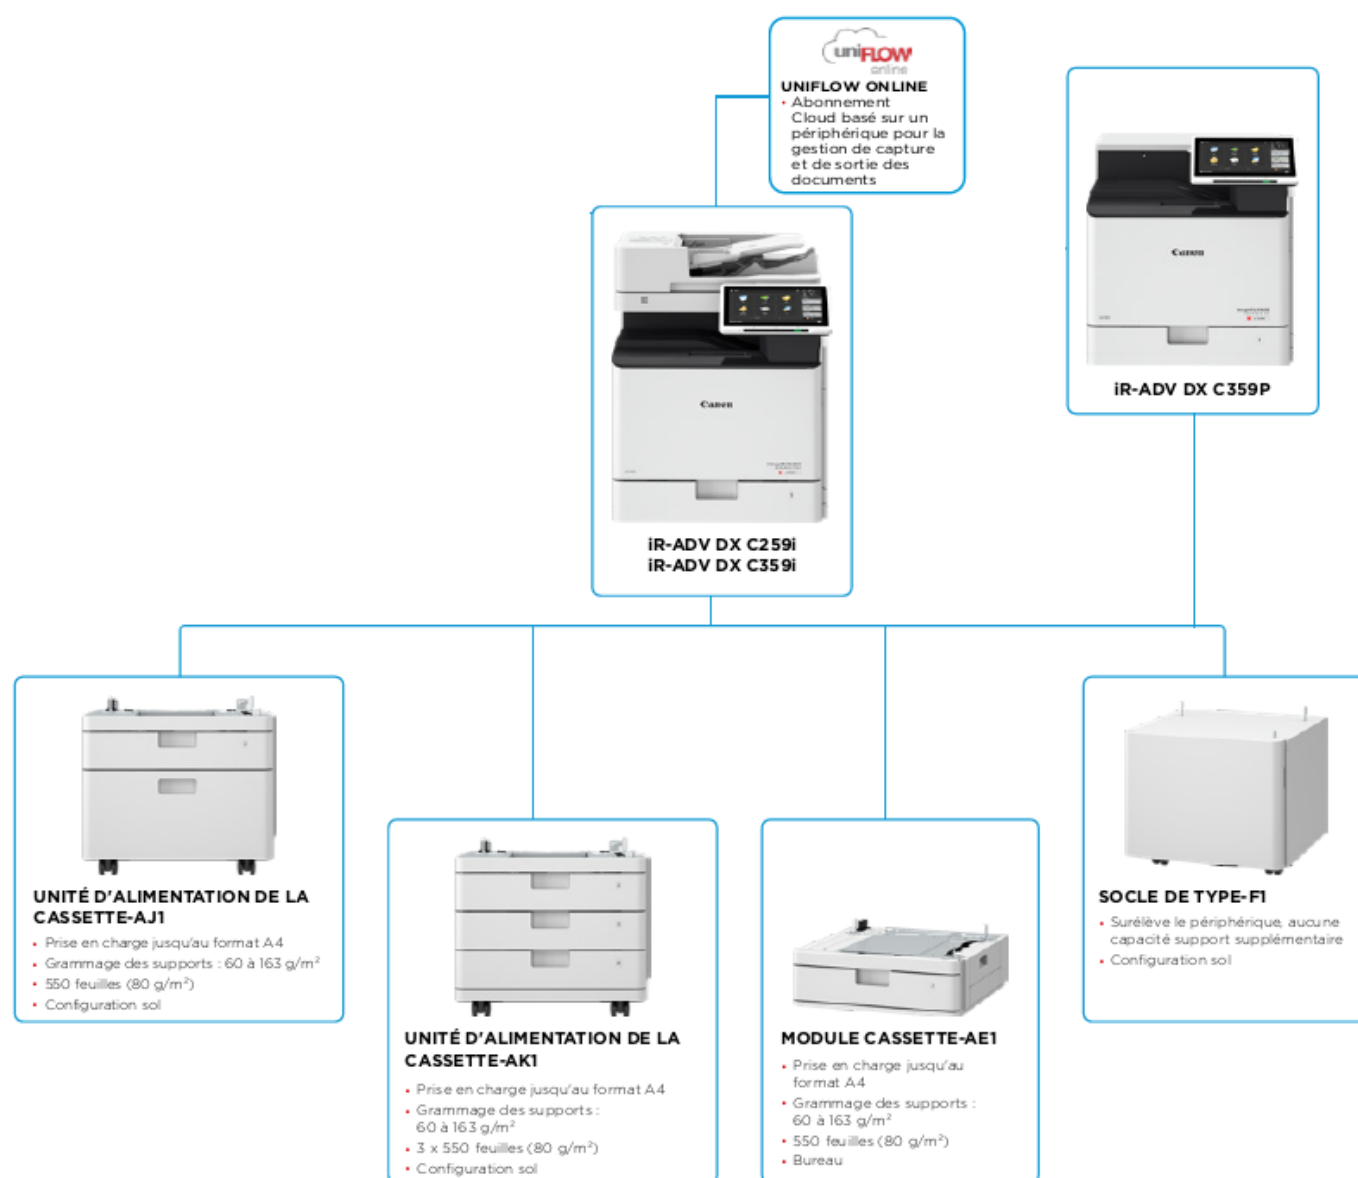 uniFLOW
online
UNIFLOW ONLINE
• Abonnement
Cloud basé sur un
périphérique pour la
gestion de capture
et de sortie des
documents
Canon
iR-ADV DX C359P
Canon
iR-ADV DX C259i
iR-ADV DX C359i
UNITÉ D'ALIMENTATION DE LA
CASSETTE-AJ1
• Prise en charge jusqu'au format A4
• Grammage des supports : 60 à 163 g/m²
• 550 feuilles (80 g/m²)
• Configuration sol
UNITÉ D'ALIMENTATION DE LA
CASSETTE-AK1
• Prise en charge jusqu'au format A4
• Grammage des supports :
60 à 163 g/m²
• 3 x 550 feuilles (80 g/m²)
• Configuration sol
MODULE CASSETTE-AE1
• Prise en charge jusqu'au
format A4
• Grammage des supports :
60 à 163 g/m²
• 550 feuilles (80 g/m²)
• Bureau
SOCLE DE TYPE-F1
• Surélève le périphérique, aucune
capacité support supplémentaire
• Configuration sol